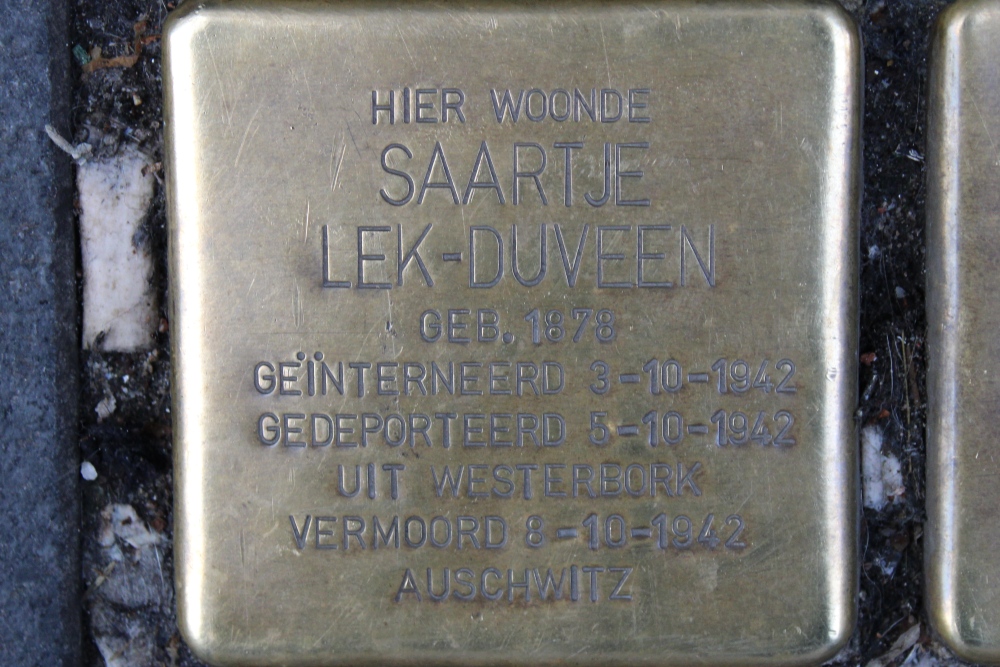 HIER WOONDE
SAARTJE
LEK-DUVEEN
GEB. 1878
GEÏNTERNEERD 3-10-1942
GEDEPORTEERD 5-10-1942
UIT WESTERBORK
VERMOORD 8-10-1942
AUSCHWITZ